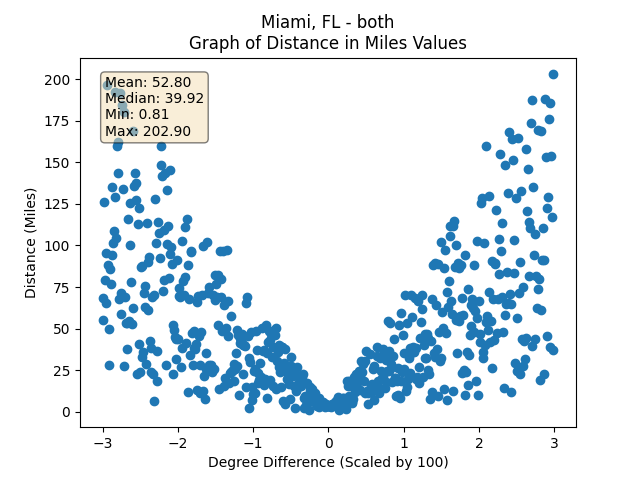 Miami, FL - both
Graph of Distance in Miles Values
Mean: 52.80
Median: 39.92
Min: 0.81
Max: 202.90
Distance (Miles)
200
175
150
125
100
75
50
25
0
−3
−2
−1
0
1
2
3
Degree Difference (Scaled by 100)